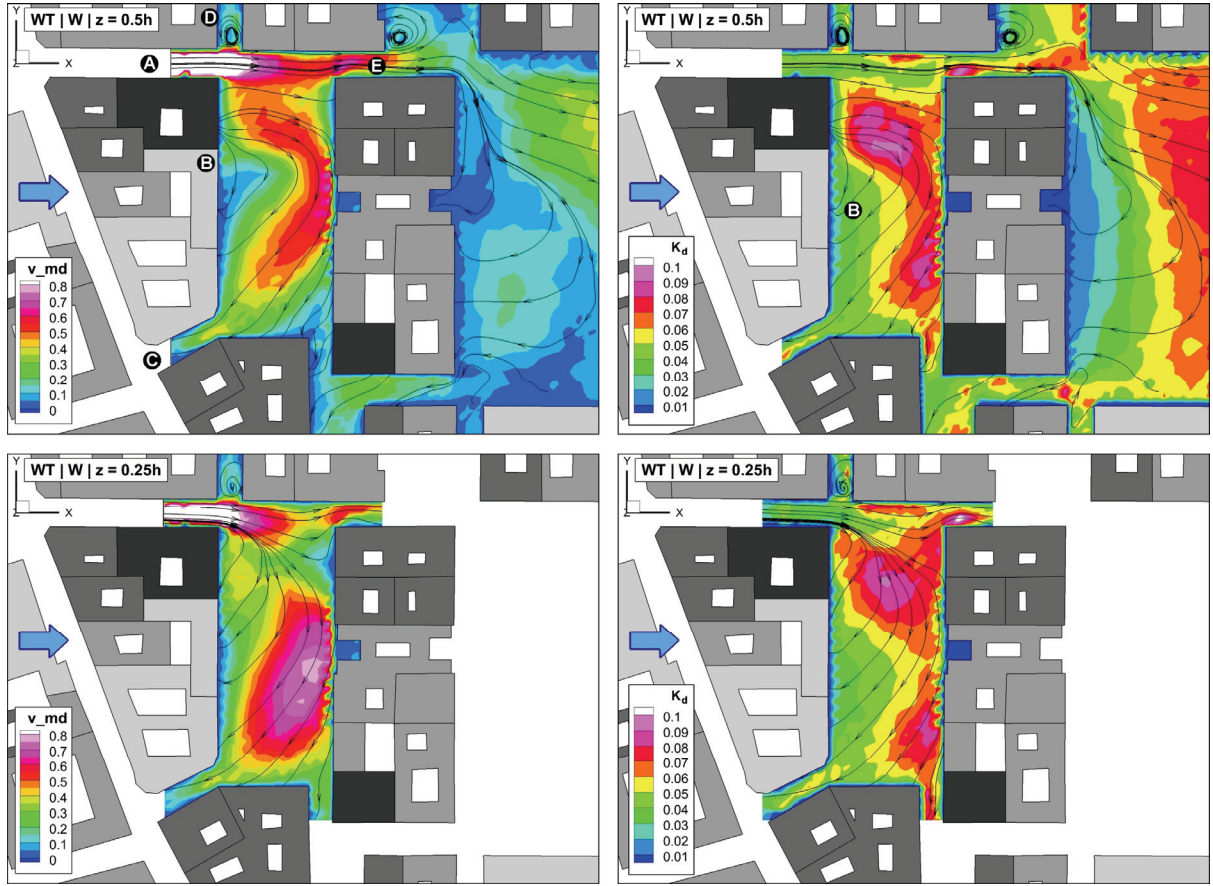 WT | W | z = 0.5h
Y
Z
X
A
B
C
D
E
v_md
0.8
0.7
0.6
0.5
0.4
0.3
0.2
0.1
0
WT | W | z = 0.5h
Y
Z
X
B
K_d
0.1
0.09
0.08
0.07
0.06
0.05
0.04
0.03
0.02
0.01
WT | W | z = 0.25h
Y
Z
X
v_md
0.8
0.7
0.6
0.5
0.4
0.3
0.2
0.1
0
WT | W | z = 0.25h
Y
Z
X
K_d
0.1
0.09
0.08
0.07
0.06
0.05
0.04
0.03
0.02
0.01